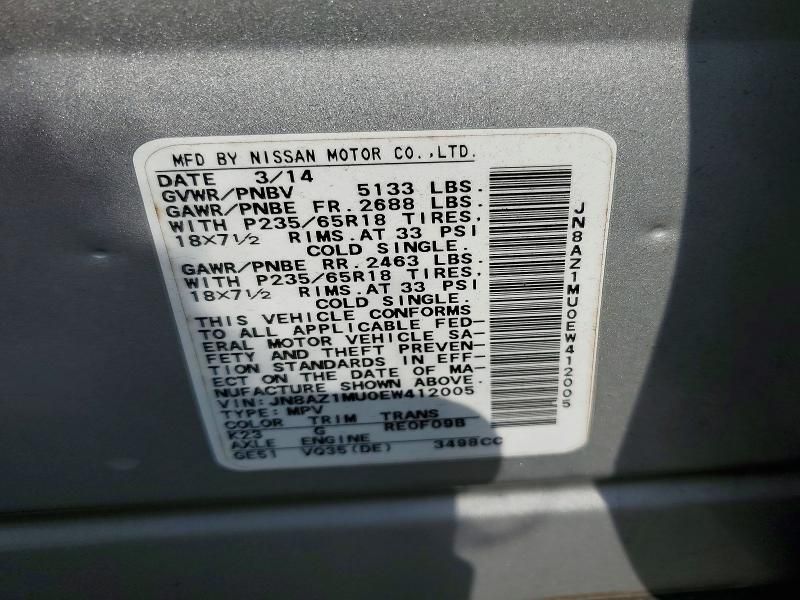 MFD BY NISSAN MOTOR CO.,LTD.
DATE 3/14
GVWR/PNBV 5133 LBS.
GAWR/PNBE FR. 2688 LBS.
WITH P235/65R18 TIRES,
18×7½ RIMS.AT 33 PSI
COLD SINGLE.
GAWR/PNBE RR. 2463 LBS.
WITH P235/65R18 TIRES,
18×7½ RIMS.AT 33 PSI
COLD SINGLE.
THIS VEHICLE CONFORMS
TO ALL APPLICABLE FED-
ERAL MOTOR VEHICLE SA-
FETY AND THEFT PREVEN-
TION STANDARDS IN EFF-
ECT ON THE DATE OF MA-
NUFACTURE SHOWN ABOVE.
VIN: JN8AZ1MU0EW412005
TYPE: MPV
COLOR TRIM TRANS
K23 G RE0F09B
AXLE ENGINE
GE51 VQ35(DE) 3498CC
JN8AZ1MU0EW412005